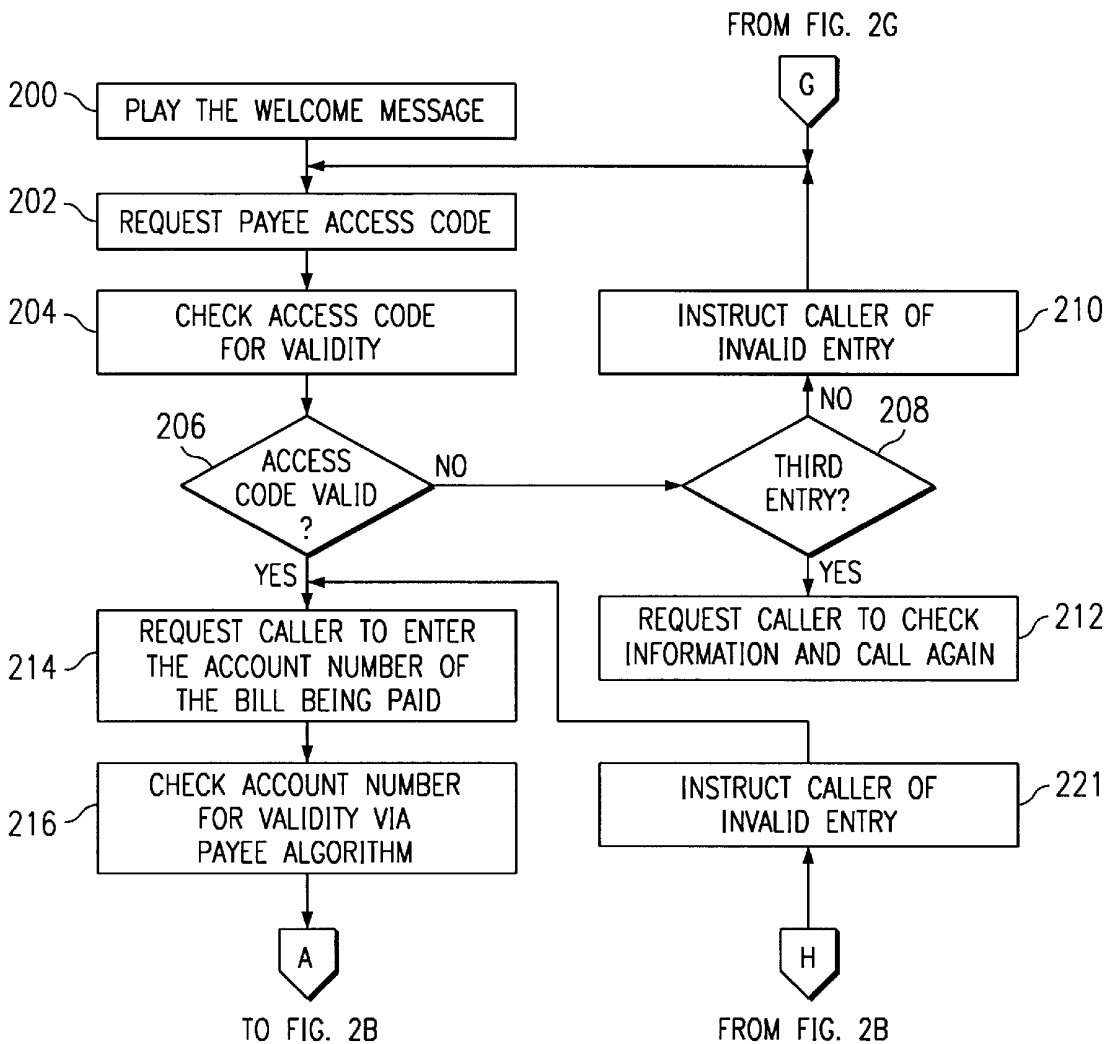 FROM FIG. 2G
G
200
PLAY THE WELCOME MESSAGE
202
REQUEST PAYEE ACCESS CODE
204
CHECK ACCESS CODE
FOR VALIDITY
INSTRUCT CALLER OF
INVALID ENTRY
210
NO
206
ACCESS
CODE VALID
?
NO
208
THIRD
ENTRY?
YES
YES
214
REQUEST CALLER TO ENTER
THE ACCOUNT NUMBER OF
THE BILL BEING PAID
REQUEST CALLER TO CHECK
INFORMATION AND CALL AGAIN
212
216
CHECK ACCOUNT NUMBER
FOR VALIDITY VIA
PAYEE ALGORITHM
INSTRUCT CALLER OF
INVALID ENTRY
221
A
TO FIG. 2B
H
FROM FIG. 2B